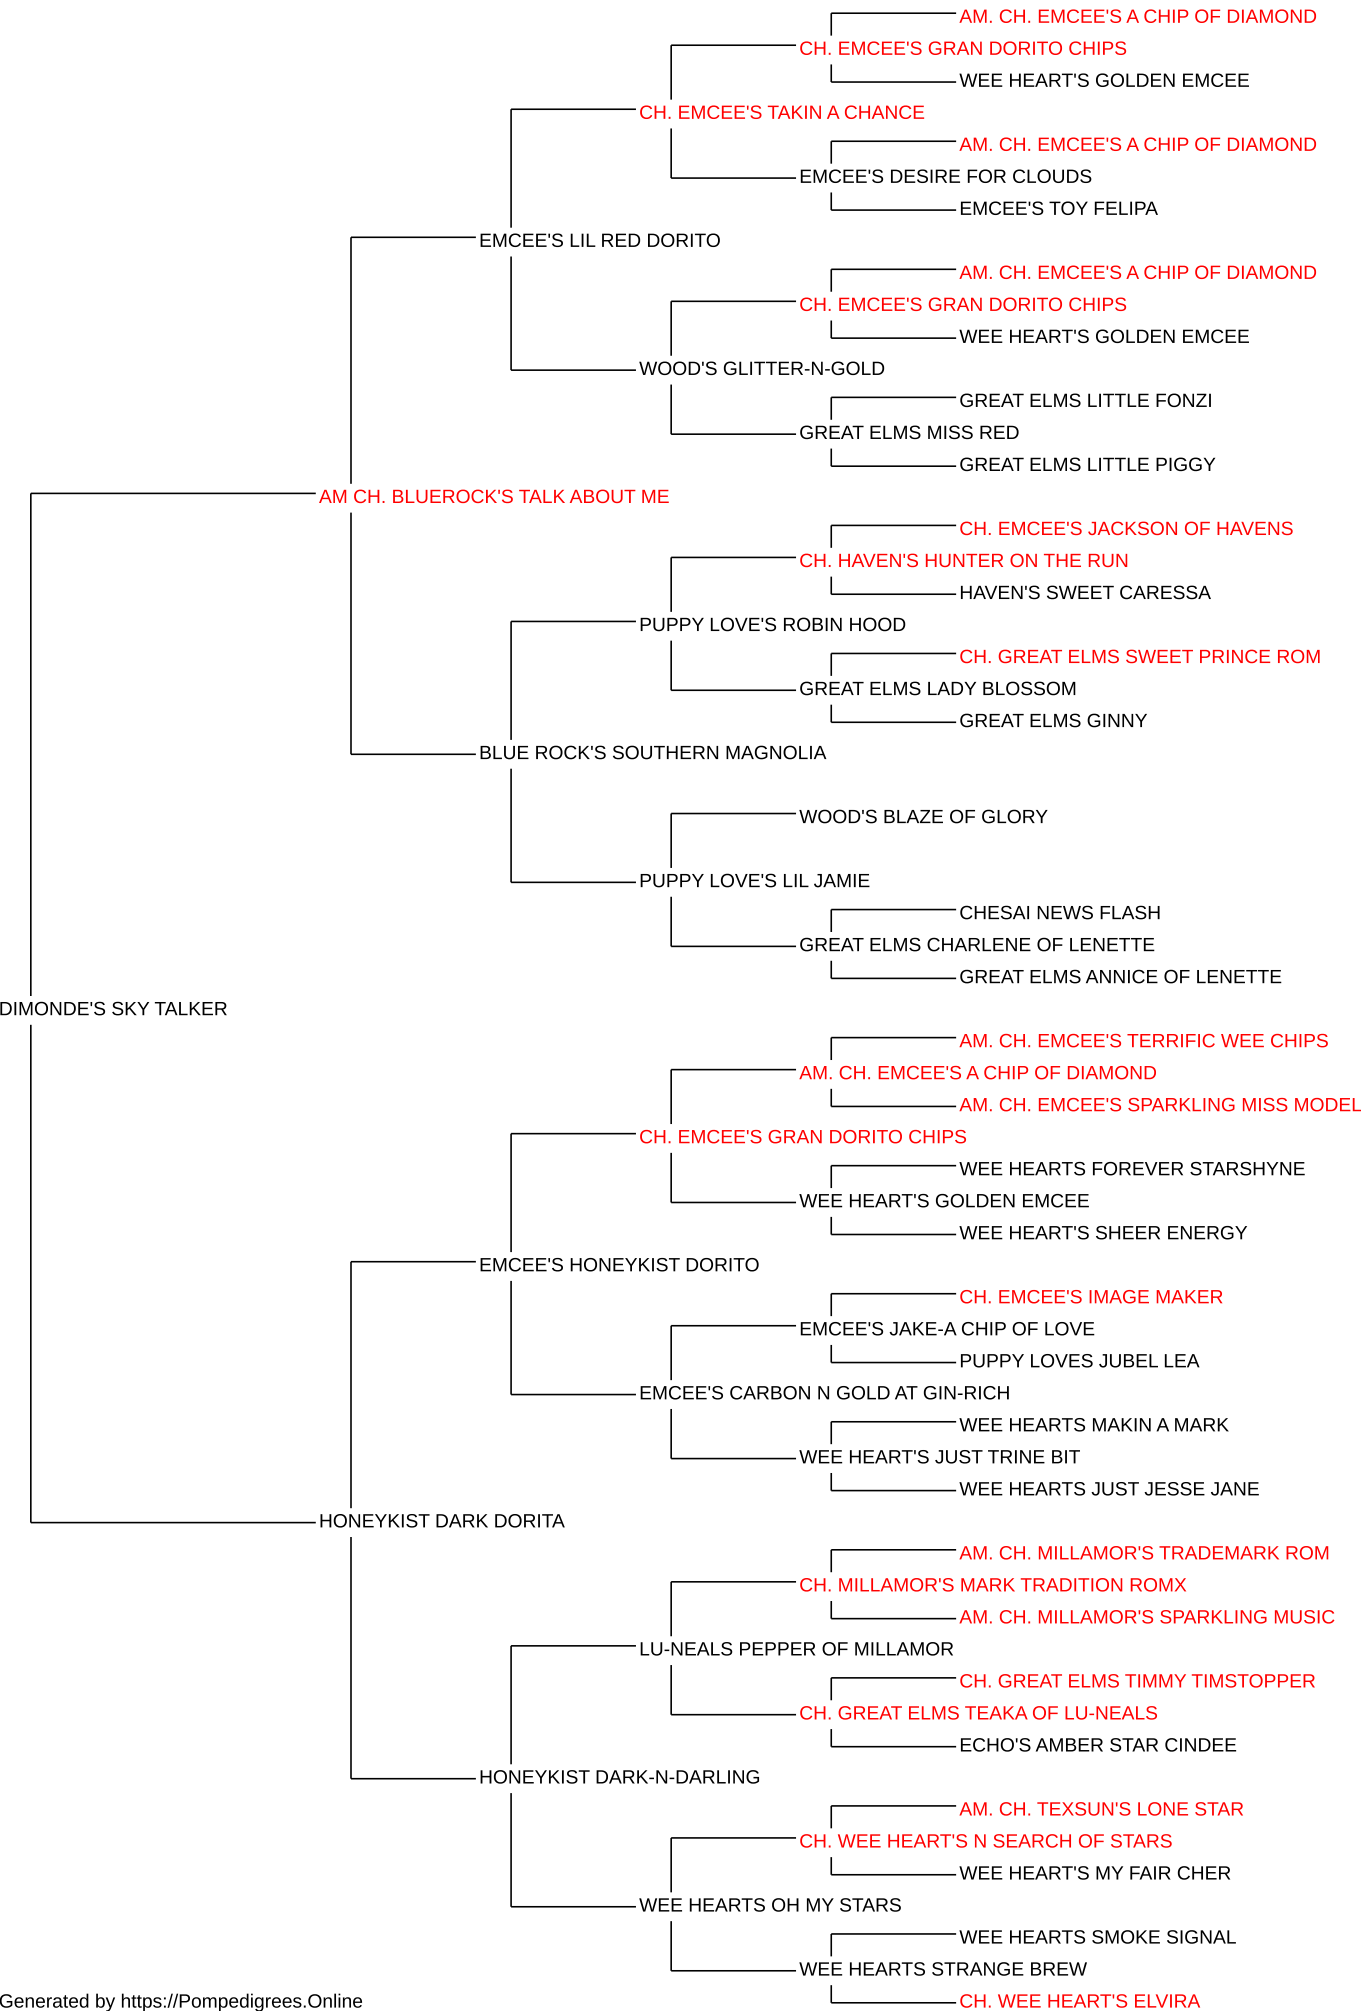 AM. CH. EMCEE'S A CHIP OF DIAMOND
CH. EMCEE'S GRAN DORITO CHIPS
WEE HEART'S GOLDEN EMCEE
CH. EMCEE'S TAKIN A CHANCE
AM. CH. EMCEE'S A CHIP OF DIAMOND
EMCEE'S DESIRE FOR CLOUDS
EMCEE'S TOY FELIPA
EMCEE'S LIL RED DORITO
AM. CH. EMCEE'S A CHIP OF DIAMOND
CH. EMCEE'S GRAN DORITO CHIPS
WEE HEART'S GOLDEN EMCEE
WOOD'S GLITTER-N-GOLD
GREAT ELMS LITTLE FONZI
GREAT ELMS MISS RED
GREAT ELMS LITTLE PIGGY
AM CH. BLUEROCK'S TALK ABOUT ME
CH. EMCEE'S JACKSON OF HAVENS
CH. HAVEN'S HUNTER ON THE RUN
HAVEN'S SWEET CARESSA
PUPPY LOVE'S ROBIN HOOD
CH. GREAT ELMS SWEET PRINCE ROM
GREAT ELMS LADY BLOSSOM
GREAT ELMS GINNY
BLUE ROCK'S SOUTHERN MAGNOLIA
WOOD'S BLAZE OF GLORY
PUPPY LOVE'S LIL JAMIE
CHESAI NEWS FLASH
GREAT ELMS CHARLENE OF LENETTE
GREAT ELMS ANNICE OF LENETTE
DIMONDE'S SKY TALKER
AM. CH. EMCEE'S TERRIFIC WEE CHIPS
AM. CH. EMCEE'S A CHIP OF DIAMOND
AM. CH. EMCEE'S SPARKLING MISS MODEL
CH. EMCEE'S GRAN DORITO CHIPS
WEE HEARTS FOREVER STARSHYNE
WEE HEART'S GOLDEN EMCEE
WEE HEART'S SHEER ENERGY
EMCEE'S HONEYKIST DORITO
CH. EMCEE'S IMAGE MAKER
EMCEE'S JAKE-A CHIP OF LOVE
PUPPY LOVES JUBEL LEA
EMCEE'S CARBON N GOLD AT GIN-RICH
WEE HEARTS MAKIN A MARK
WEE HEART'S JUST TRINE BIT
WEE HEARTS JUST JESSE JANE
HONEYKIST DARK DORITA
AM. CH. MILLAMOR'S TRADEMARK ROM
CH. MILLAMOR'S MARK TRADITION ROMX
AM. CH. MILLAMOR'S SPARKLING MUSIC
LU-NEALS PEPPER OF MILLAMOR
CH. GREAT ELMS TIMMY TIMSTOPPER
CH. GREAT ELMS TEAKA OF LU-NEALS
ECHO'S AMBER STAR CINDEE
HONEYKIST DARK-N-DARLING
AM. CH. TEXSUN'S LONE STAR
CH. WEE HEART'S N SEARCH OF STARS
WEE HEART'S MY FAIR CHER
WEE HEARTS OH MY STARS
WEE HEARTS SMOKE SIGNAL
WEE HEARTS STRANGE BREW
CH. WEE HEART'S ELVIRA
Generated by https://Pompedigrees.Online